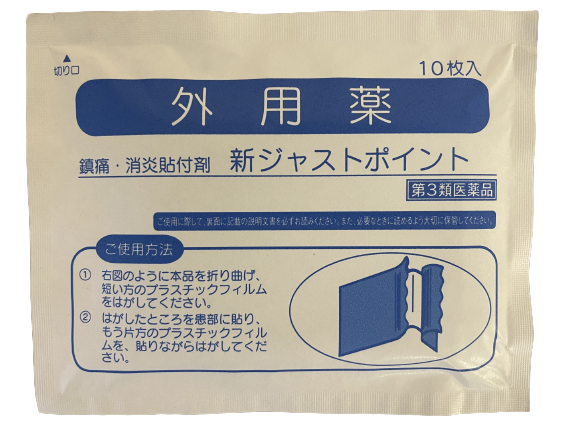 ▲
切り口
10枚入
外用薬
鎮痛・消炎貼付剤 新ジャストポイント
第3類医薬品
ご使用に際して、裏面に記載の説明文書を必ずお読みください。また、必要なときに読めるよう大切に保管してください。
ご使用方法
① 右図のように本品を折り曲げ、
短い方のプラスチックフィルム
をはがしてください。
② はがしたところを患部に貼り、
もう片方のプラスチックフィル
ムを、貼りながらはがしてくだ
さい。